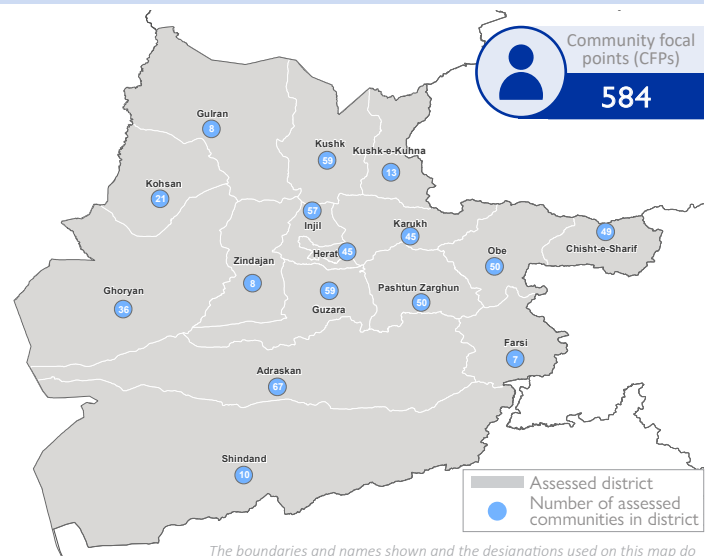 Community focal
points (CFPs)
584
Gulran
8
Kushk
59
Kushk-e-Kuhna
13
Kohsan
21
57
Injil
Karukh
45
49
Chisht-e-Sharif
Herat
45
Obe
50
Zindajan
8
Ghoryan
36
59
Guzara
Pashtun Zarghun
50
Farsi
7
Adraskan
67
Shindand
10
Assessed district
Number of assessed
communities in district
The boundaries and names shown and the designations used on this map do